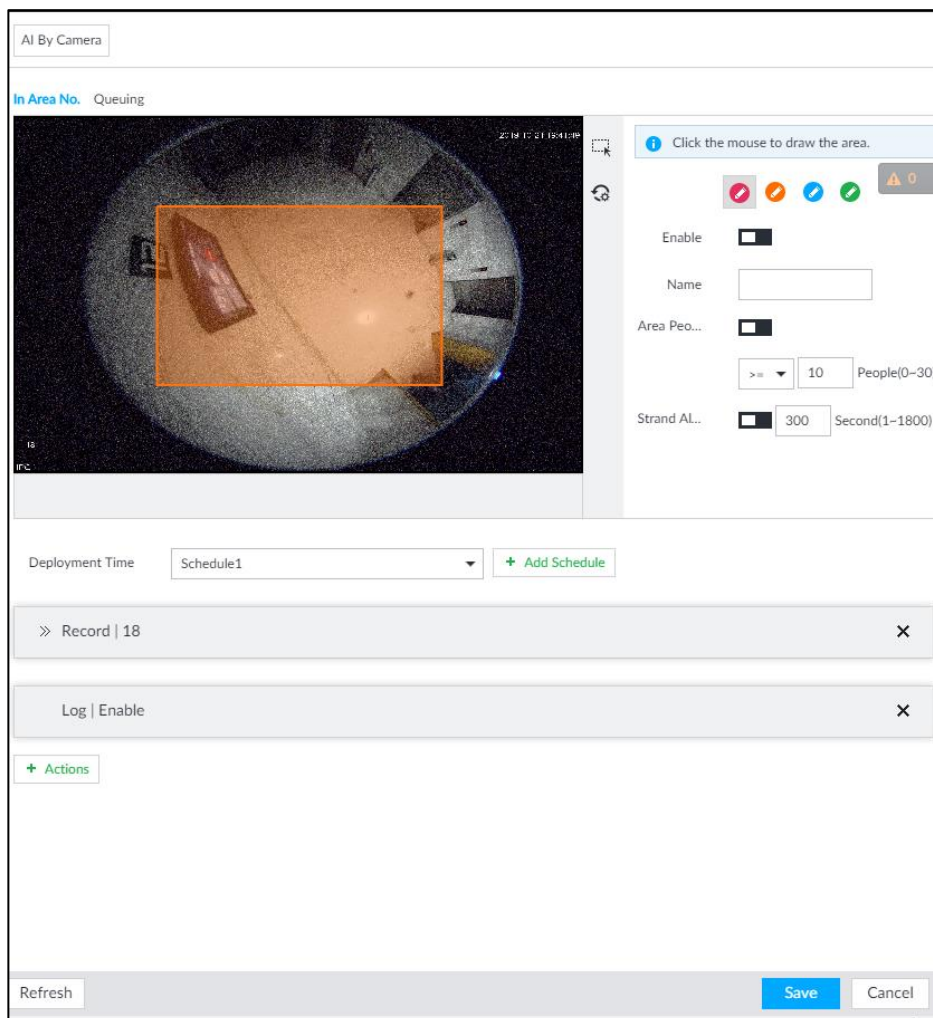 AI By Camera
In Area No. Queuing
Click the mouse to draw the area.
0
Enable
Name
Area Peo...
>= 10 People(0~30
Strand Al... 300 Second(1~1800)
18
IPC
Deployment Time Schedule1 + Add Schedule
Record | 18
Log | Enable
+ Actions
Refresh Save Cancel